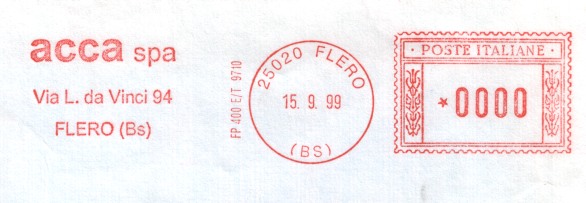 acca spa
Via L. da Vinci 94
FLERO (Bs)
FP 400 E/T 9710
25020 FLERO
15. 9. 99
(BS)
· POSTE ITALIANE ·
*0000